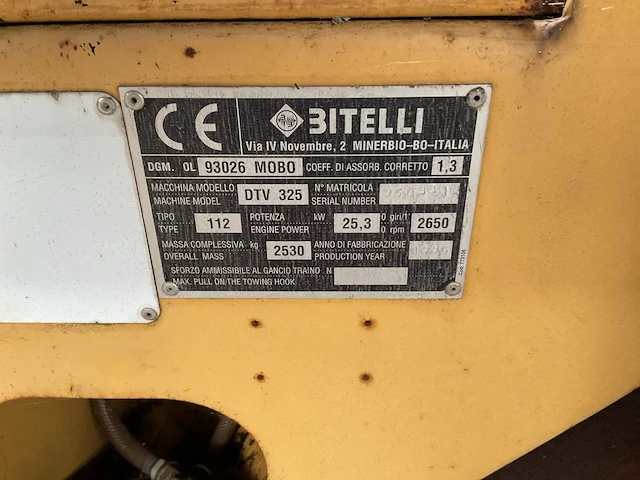 CE BITELLI
Via IV Novembre, 2 MINERBIO-BO-ITALIA
DGM. OL 93026 MOBO COEFF. DI ASSORB. CORRETTO 1,3
MACCHINA MODELLO DTV 325 N° MATRICOLA
MACHINE MODEL SERIAL NUMBER
TIPO 112 POTENZA kW 25,3 giri/1' 2650
TYPE ENGINE POWER rpm
MASSA COMPLESSIVA kg 2530 ANNO DI FABBRICAZIONE
OVERALL MASS PRODUCTION YEAR
SFORZO AMMISSIBILE AL GANCIO TRAINO N
MAX. PULL ON THE TOWING HOOK